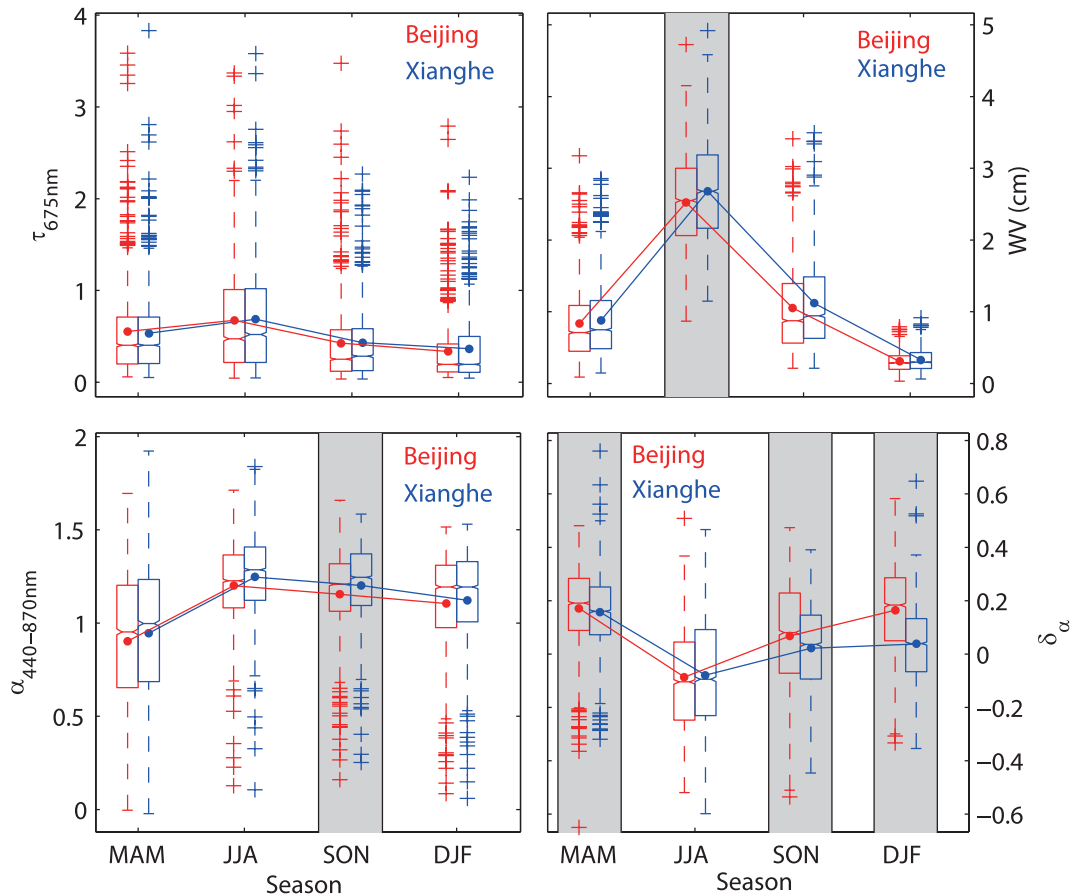 4
3
2
1
0
τ675nm
Beijing
Xianghe
Beijing
Xianghe
5
4
3
2
1
0
WV (cm)
2
1.5
1
0.5
0
α440−870nm
Beijing
Xianghe
MAM JJA SON DJF
Season
Beijing
Xianghe
0.8
0.6
0.4
0.2
0
−0.2
−0.4
−0.6
δα
MAM JJA SON DJF
Season